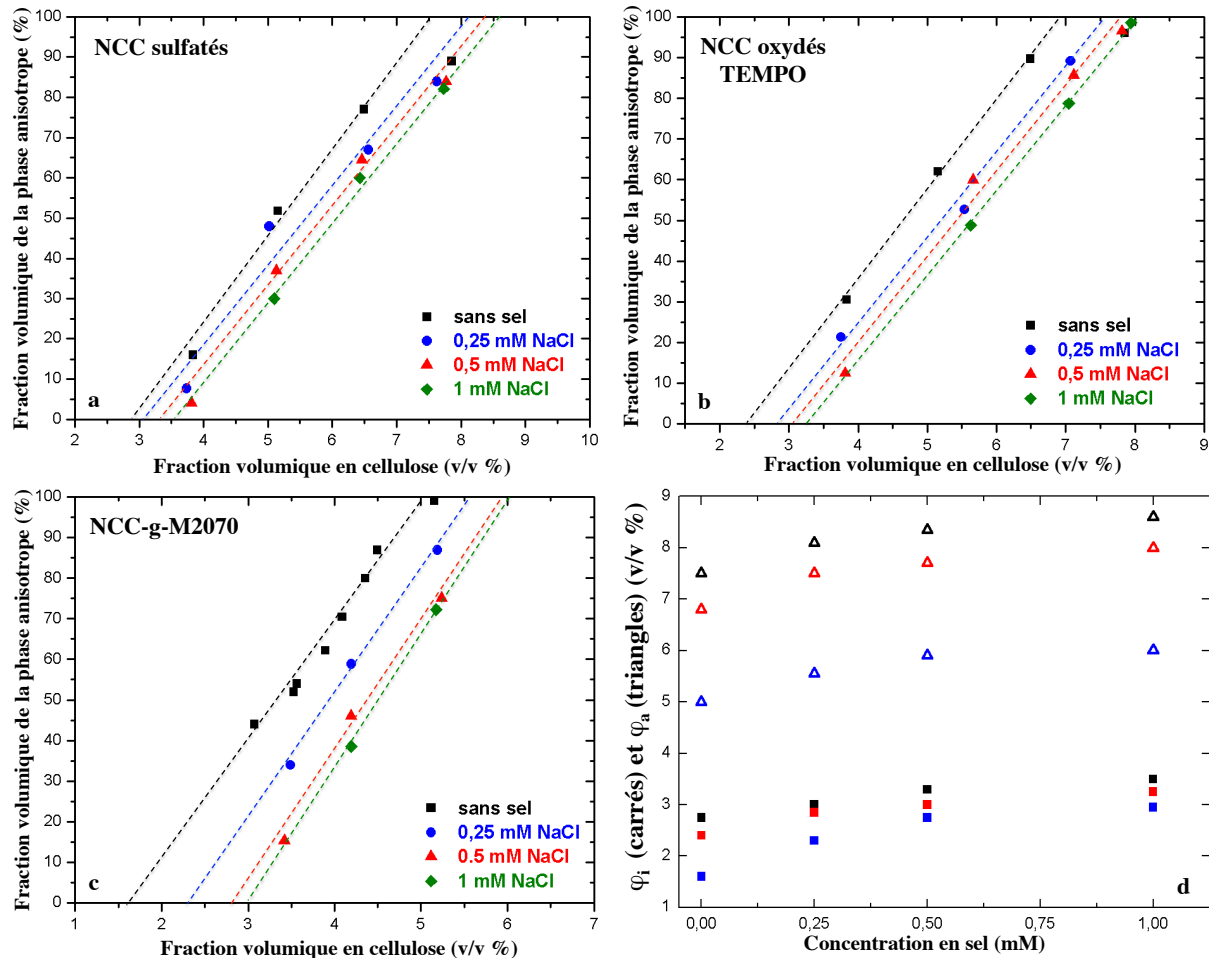 Fraction volumique de la phase anisotrope (%)
100
90
80
70
60
50
40
30
20
10
0
NCC sulfatés
sans sel
0,25 mM NaCl
0,5 mM NaCl
1 mM NaCl
a
2 3 4 5 6 7 8 9 10
Fraction volumique en cellulose (v/v %)
Fraction volumique de la phase anisotrope (%)
100
90
80
70
60
50
40
30
20
10
0
NCC oxydés
TEMPO
sans sel
0,25 mM NaCl
0,5 mM NaCl
1 mM NaCl
b
2 3 4 5 6 7 8 9
Fraction volumique en cellulose (v/v %)
Fraction volumique de la phase anisotrope (%)
100
90
80
70
60
50
40
30
20
10
0
NCC-g-M2070
sans sel
0,25 mM NaCl
0.5 mM NaCl
1 mM NaCl
c
1 2 3 4 5 6 7
Fraction volumique en cellulose (v/v %)
φi (carrés) et φa (triangles) (v/v %)
9
8
7
6
5
4
3
2
1
d
0,00 0,25 0,50 0,75 1,00
Concentration en sel (mM)